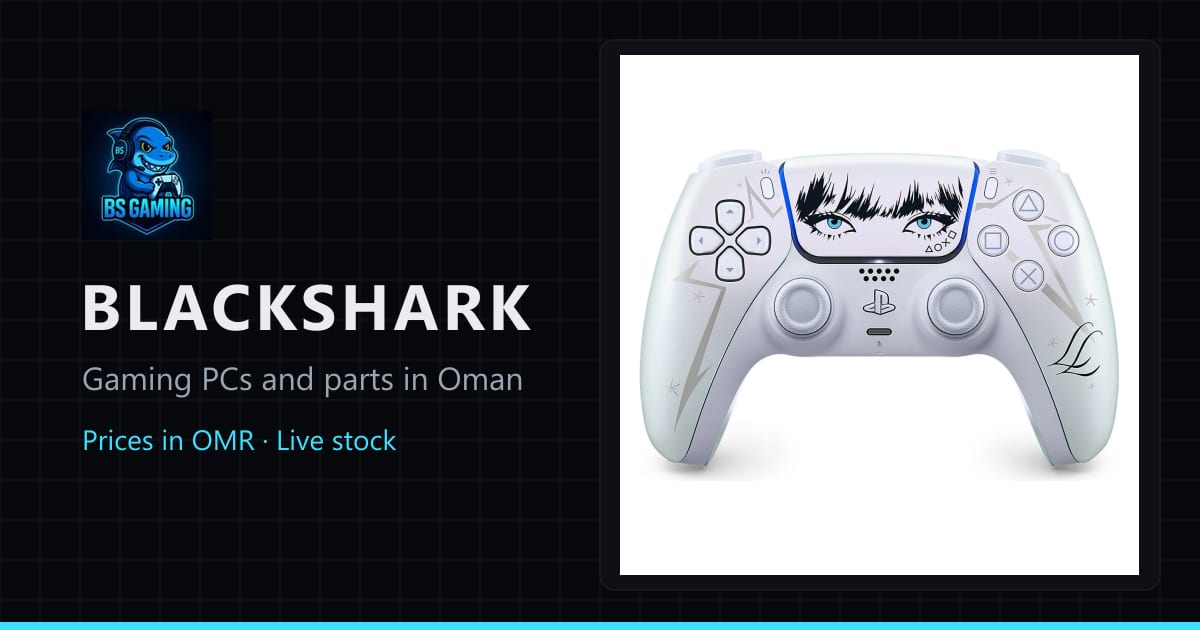 BS
BS GAMING
BLACKSHARK
Gaming PCs and parts in Oman
Prices in OMR · Live stock